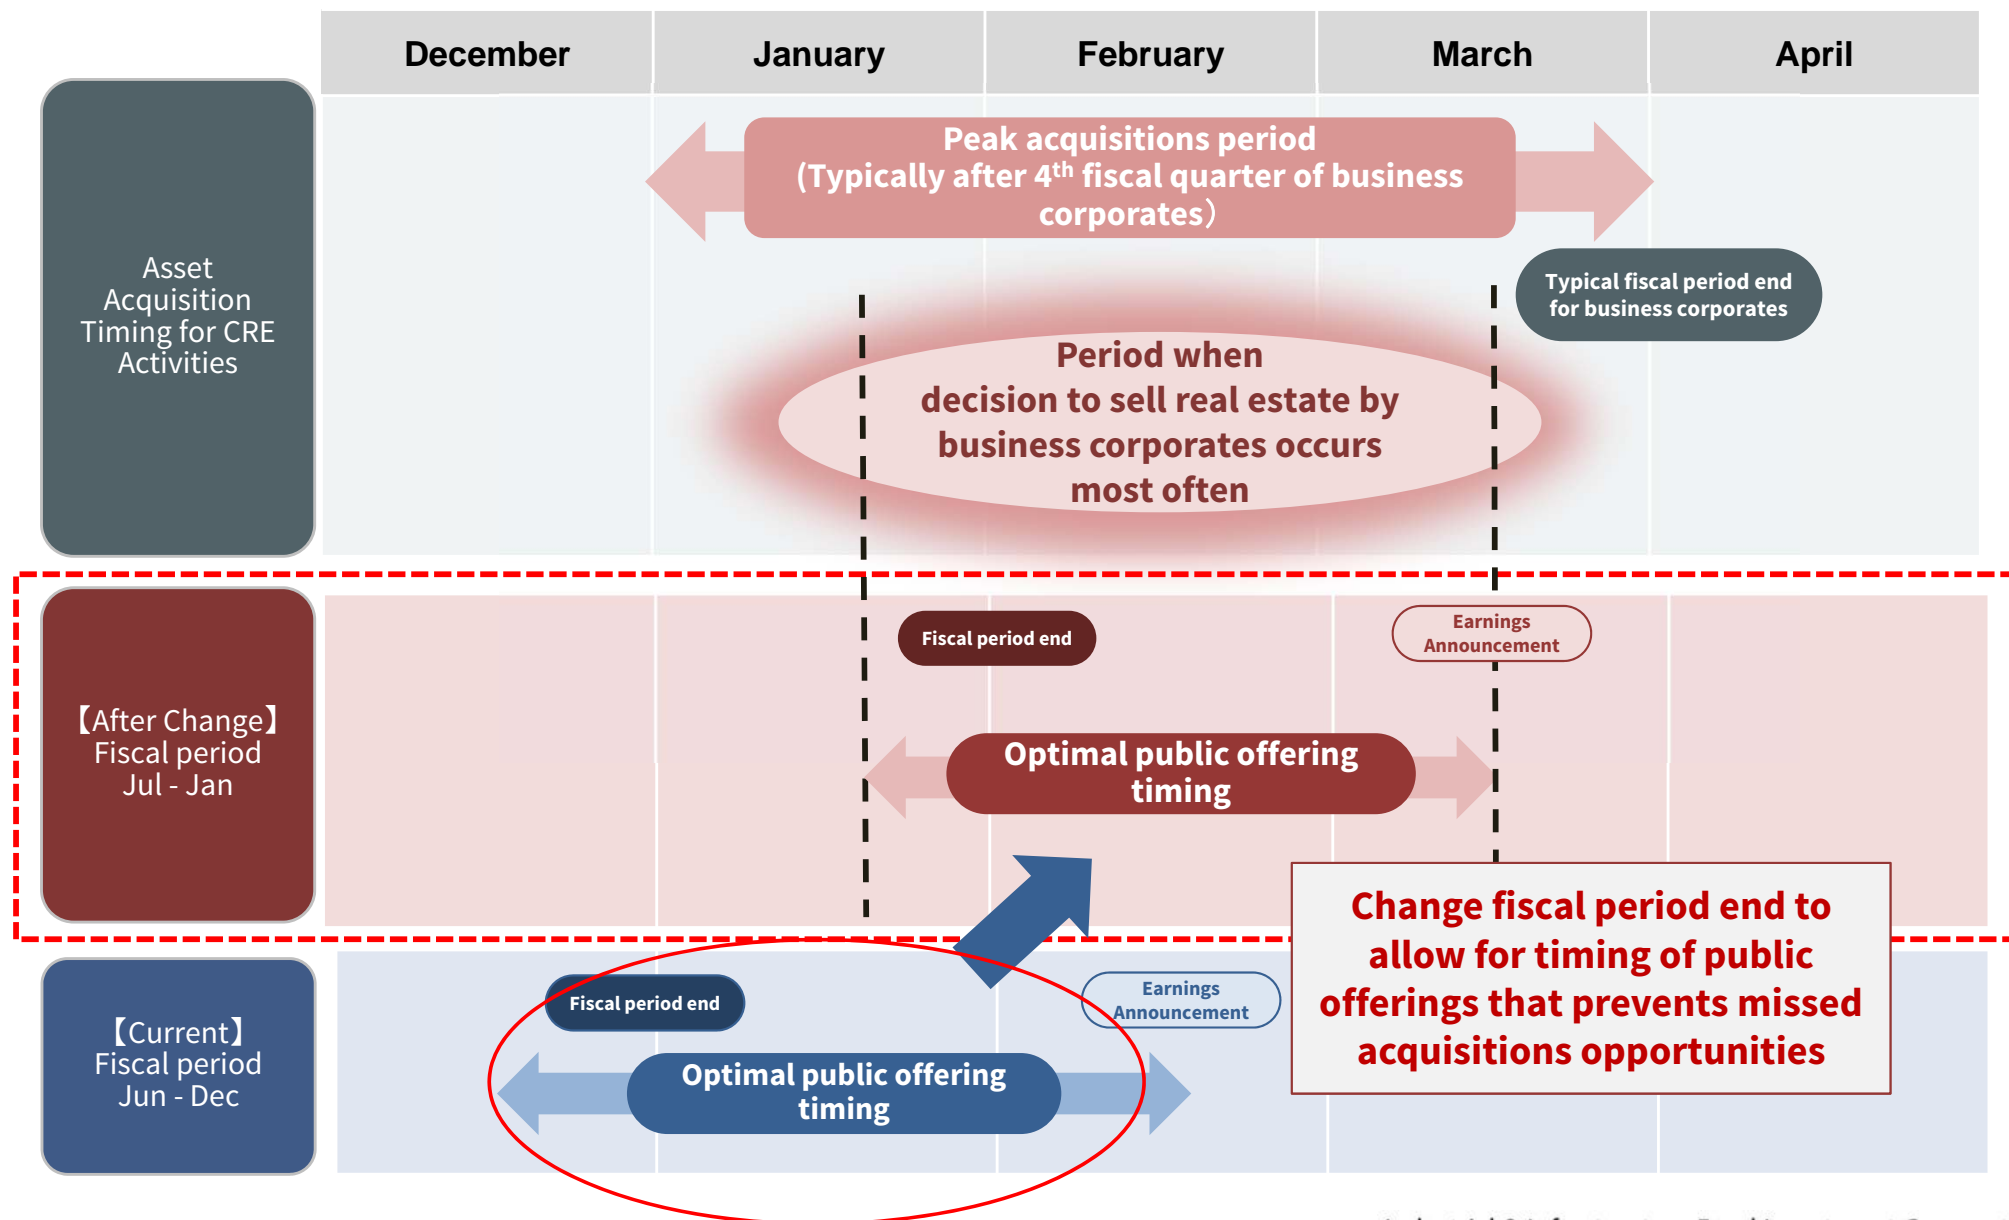 December
January
February
March
April
Asset
Acquisition
Timing for CRE
Activities
Peak acquisitions period
(Typically after 4th fiscal quarter of business
corporates）
Typical fiscal period end
for business corporates
Period when
decision to sell real estate by
business corporates occurs
most often
【After Change】
Fiscal period
Jul - Jan
Fiscal period end
Earnings
Announcement
Optimal public offering
timing
Change fiscal period end to
allow for timing of public
offerings that prevents missed
acquisitions opportunities
【Current】
Fiscal period
Jun - Dec
Fiscal period end
Earnings
Announcement
Optimal public offering
timing